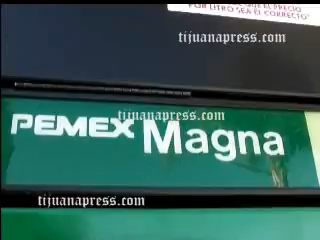 QUE EL PRECIO
POR LITRO SEA EL CORRECTO"
tijuanapress.com
tijuanapress.com
PEMEX Magna
tijuanapress.com